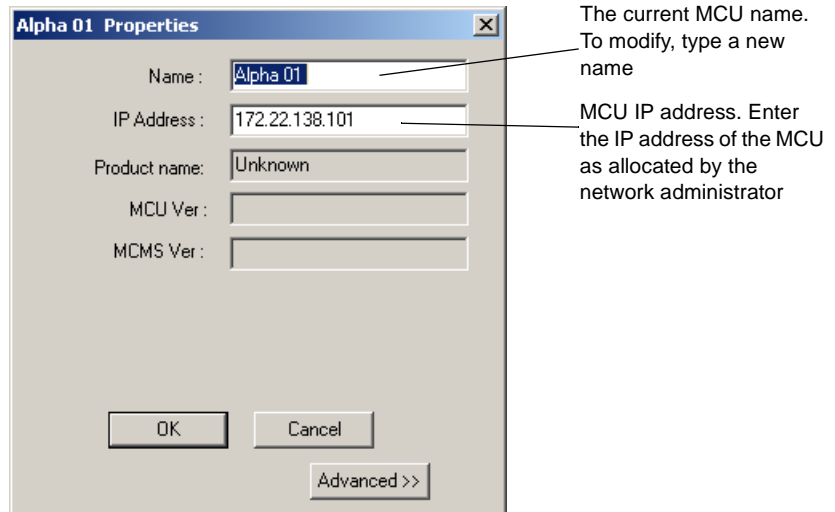 Alpha 01 Properties
Name :
Alpha 01
IP Address :
172.22.138.101
Product name:
Unknown
MCU Ver :
MCMS Ver :
OK
Cancel
Advanced >>
The current MCU name.
To modify, type a new
name
MCU IP address. Enter
the IP address of the MCU
as allocated by the
network administrator